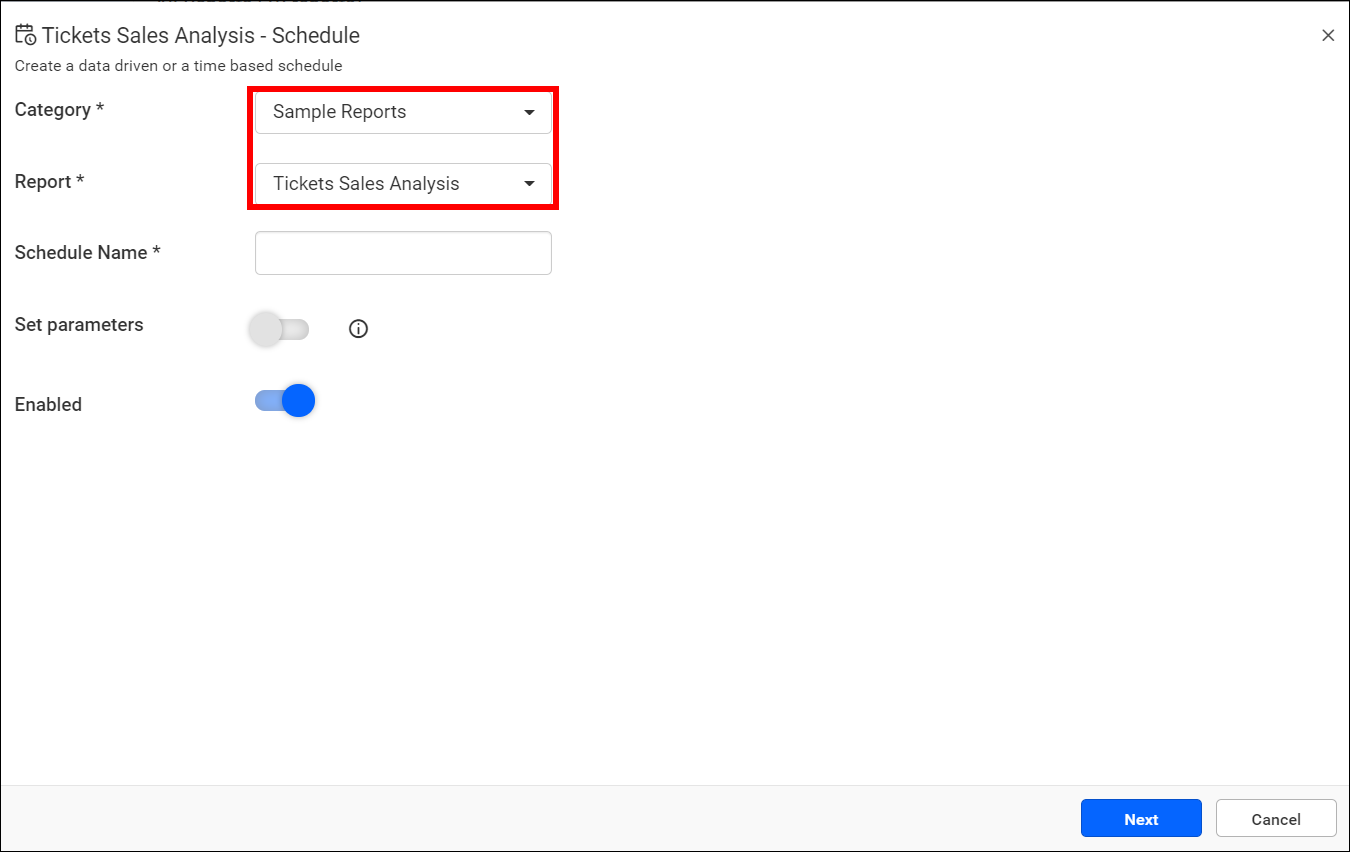 Tickets Sales Analysis - Schedule
Create a data driven or a time based schedule
Category *
Sample Reports
Report *
Tickets Sales Analysis
Schedule Name *
Set parameters
Enabled
Next
Cancel